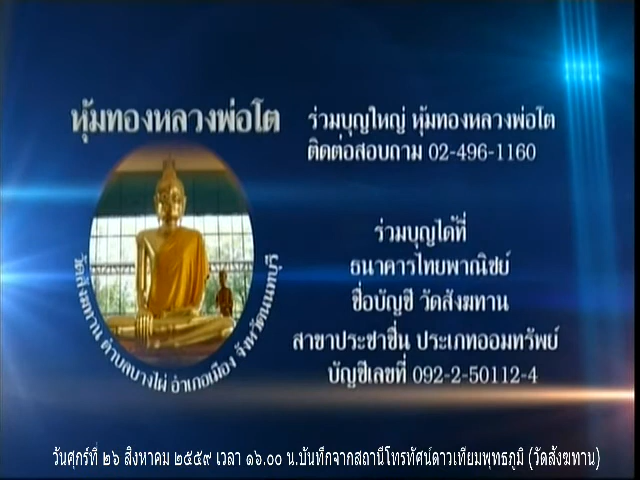 หุ้มทองหลวงพ่อโต
วัดสังฆทาน ตำบลบางไผ่ อำเภอเมือง จังหวัดนนทบุรี
ร่วมบุญใหญ่ หุ้มทองหลวงพ่อโต
ติดต่อสอบถาม 02-496-1160
ร่วมบุญได้ที่
ธนาคารไทยพาณิชย์
ชื่อบัญชี วัดสังฆทาน
สาขาประชาชื่น ประเภทออมทรัพย์
บัญชีเลขที่ 092-2-50112-4
วันศุกร์ที่ ๒๖ สิงหาคม ๒๕๕๙ เวลา ๑๖.๐๐ น.บันทึกจากสถานีโทรทัศน์ดาวเทียมพุทธภูมิ (วัดสังฆทาน)